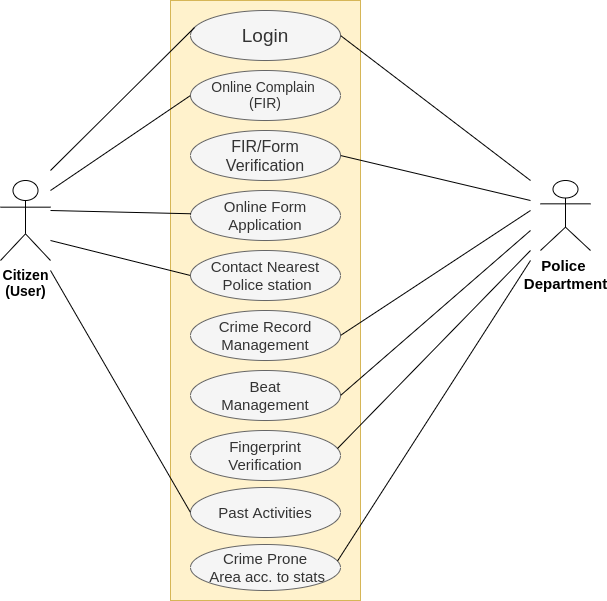 Login
Online Complain
(FIR)
FIR/Form
Verification
Online Form
Application
Contact Nearest
Police station
Crime Record
Management
Beat
Management
Fingerprint
Verification
Past Activities
Crime Prone
Area acc. to stats
Citizen
(User)
Police
Department